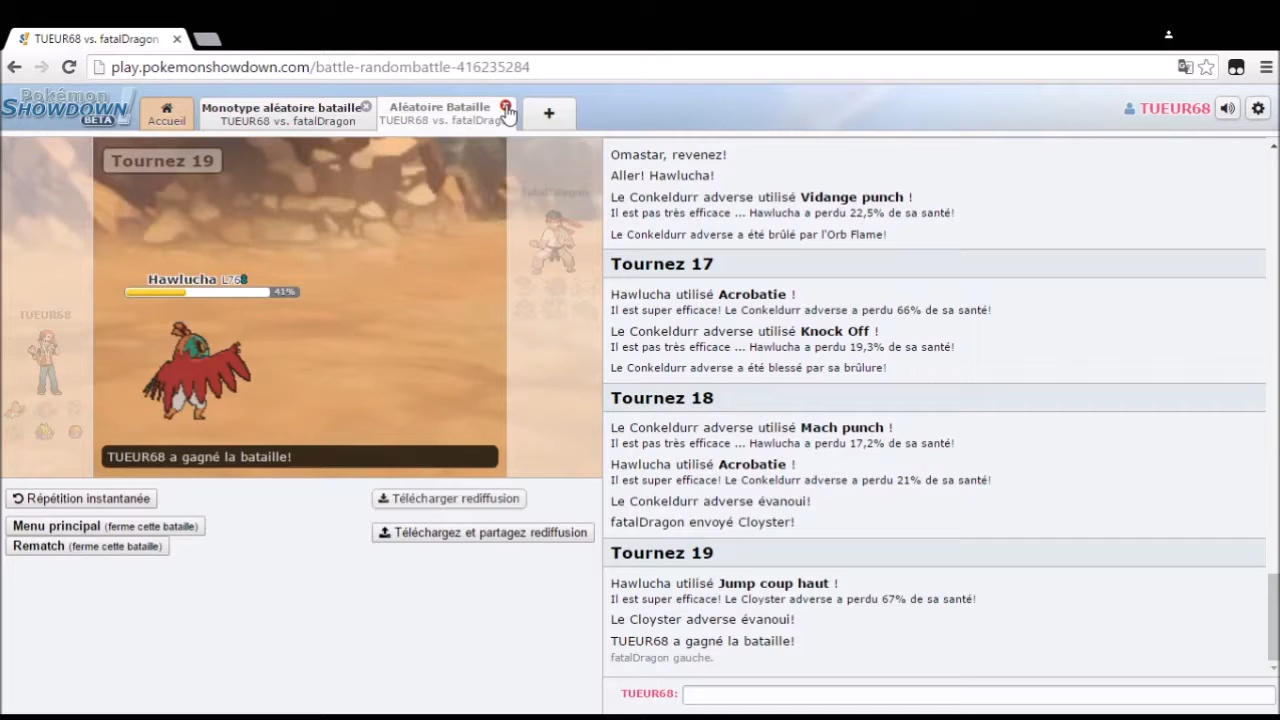 TUEUR68 vs. fatalDragon
play.pokemonshowdown.com/battle-randombattle-416235284
Pokémon
SHOWDOWN
BETA
Accueil
Monotype aléatoire bataille
TUEUR68 vs. fatalDragon
Aléatoire Bataille
TUEUR68 vs. fatalDrag
TUEUR68
Tournez 19
fatalDragon
Hawlucha L76
41%
TUEUR68
TUEUR68 a gagné la bataille!
Répétition instantanée
Télécharger rediffusion
Menu principal (ferme cette bataille)
Téléchargez et partagez rediffusion
Rematch (ferme cette bataille)
Omastar, revenez!
Aller! Hawlucha!
Le Conkeldurr adverse utilisé Vidange punch !
Il est pas très efficace ... Hawlucha a perdu 22,5% de sa santé!
Le Conkeldurr adverse a été brûlé par l'Orb Flame!
Tournez 17
Hawlucha utilisé Acrobatie !
Il est super efficace! Le Conkeldurr adverse a perdu 66% de sa santé!
Le Conkeldurr adverse utilisé Knock Off !
Il est pas très efficace ... Hawlucha a perdu 19,3% de sa santé!
Le Conkeldurr adverse a été blessé par sa brûlure!
Tournez 18
Le Conkeldurr adverse utilisé Mach punch !
Il est pas très efficace ... Hawlucha a perdu 17,2% de sa santé!
Hawlucha utilisé Acrobatie !
Il est super efficace! Le Conkeldurr adverse a perdu 21% de sa santé!
Le Conkeldurr adverse évanoui!
fatalDragon envoyé Cloyster!
Tournez 19
Hawlucha utilisé Jump coup haut !
Il est super efficace! Le Cloyster adverse a perdu 67% de sa santé!
Le Cloyster adverse évanoui!
TUEUR68 a gagné la bataille!
fatalDragon gauche.
TUEUR68: